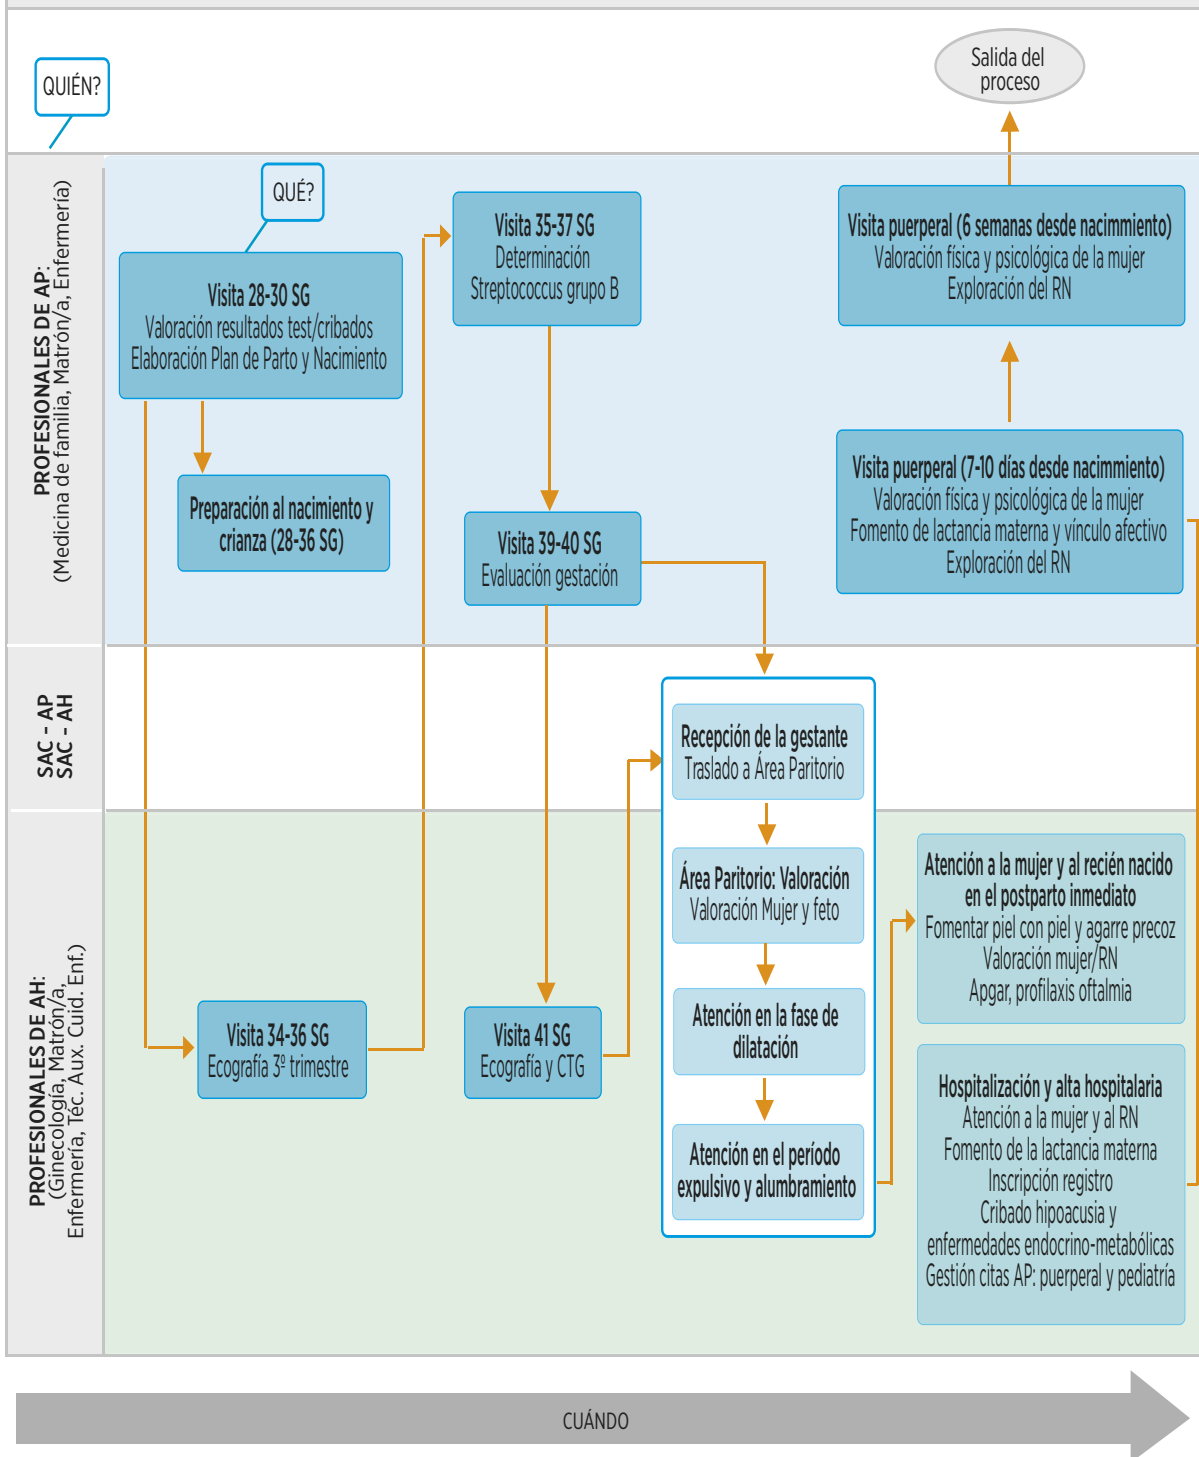 Salida del
proceso
QUIÉN?
PROFESIONALES DE AP:
(Medicina de familia, Matrón/a, Enfermería)
QUÉ?
Visita 28-30 SG
Valoración resultados test/cribados
Elaboración Plan de Parto y Nacimiento
Preparación al nacimiento y
crianza (28-36 SG)
Visita 35-37 SG
Determinación
Streptococcus grupo B
Visita 39-40 SG
Evaluación gestación
Visita puerperal (6 semanas desde nacimmiento)
Valoración física y psicológica de la mujer
Exploración del RN
Visita puerperal (7-10 días desde nacimmiento)
Valoración física y psicológica de la mujer
Fomento de lactancia materna y vínculo afectivo
Exploración del RN
SAC - AP
SAC - AH
Recepción de la gestante
Traslado a Área Paritorio
PROFESIONALES DE AH:
(Ginecología, Matrón/a,
Enfermería, Téc. Aux. Cuid. Enf.)
Visita 34-36 SG
Ecografía 3º trimestre
Visita 41 SG
Ecografía y CTG
Área Paritorio: Valoración
Valoración Mujer y feto
Atención en la fase de
dilatación
Atención en el período
expulsivo y alumbramiento
Atención a la mujer y al recién nacido
en el postparto inmediato
Fomentar piel con piel y agarre precoz
Valoración mujer/RN
Apgar, profilaxis oftalmia
Hospitalización y alta hospitalaria
Atención a la mujer y al RN
Fomento de la lactancia materna
Inscripción registro
Cribado hipoacusia y
enfermedades endocrino-metabólicas
Gestión citas AP: puerperal y pediatría
CUÁNDO